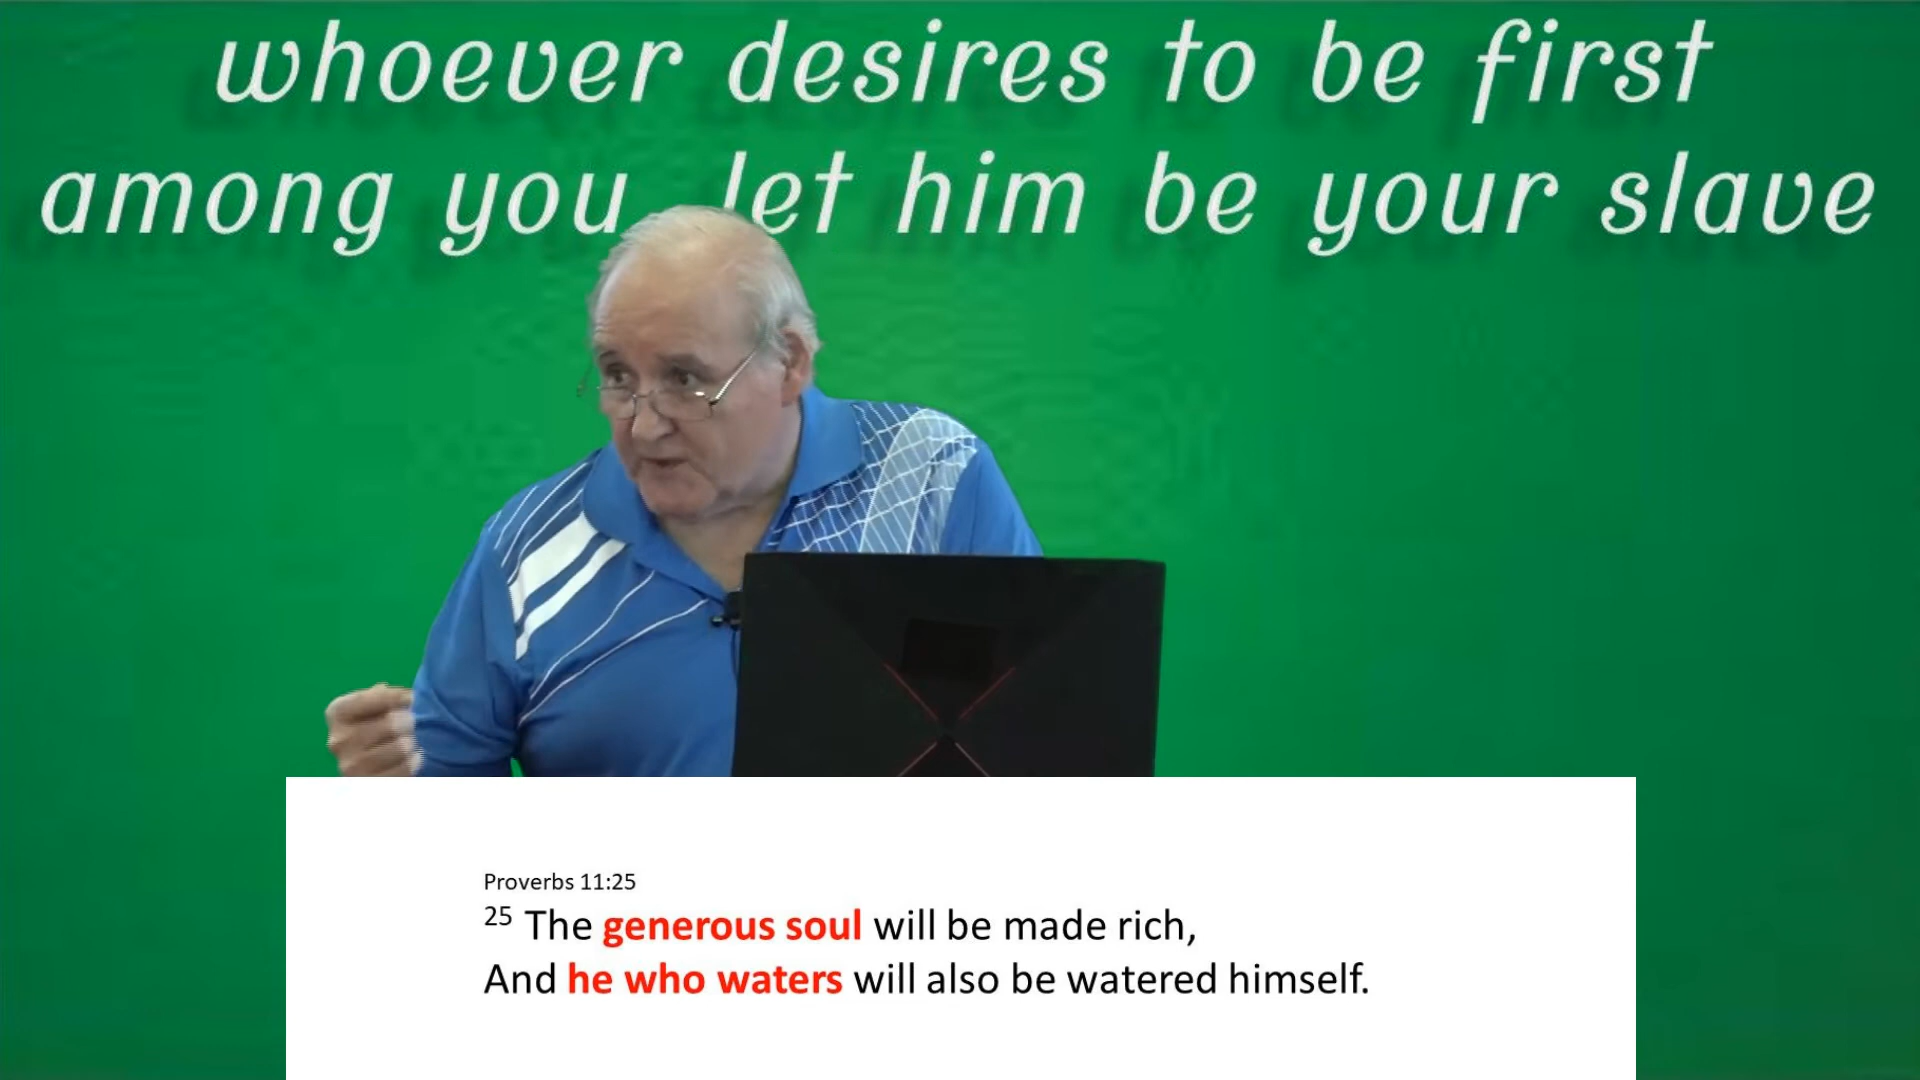 whoever desires to be first
among you let him be your slave
Proverbs 11:25
25 The generous soul will be made rich,
And he who waters will also be watered himself.